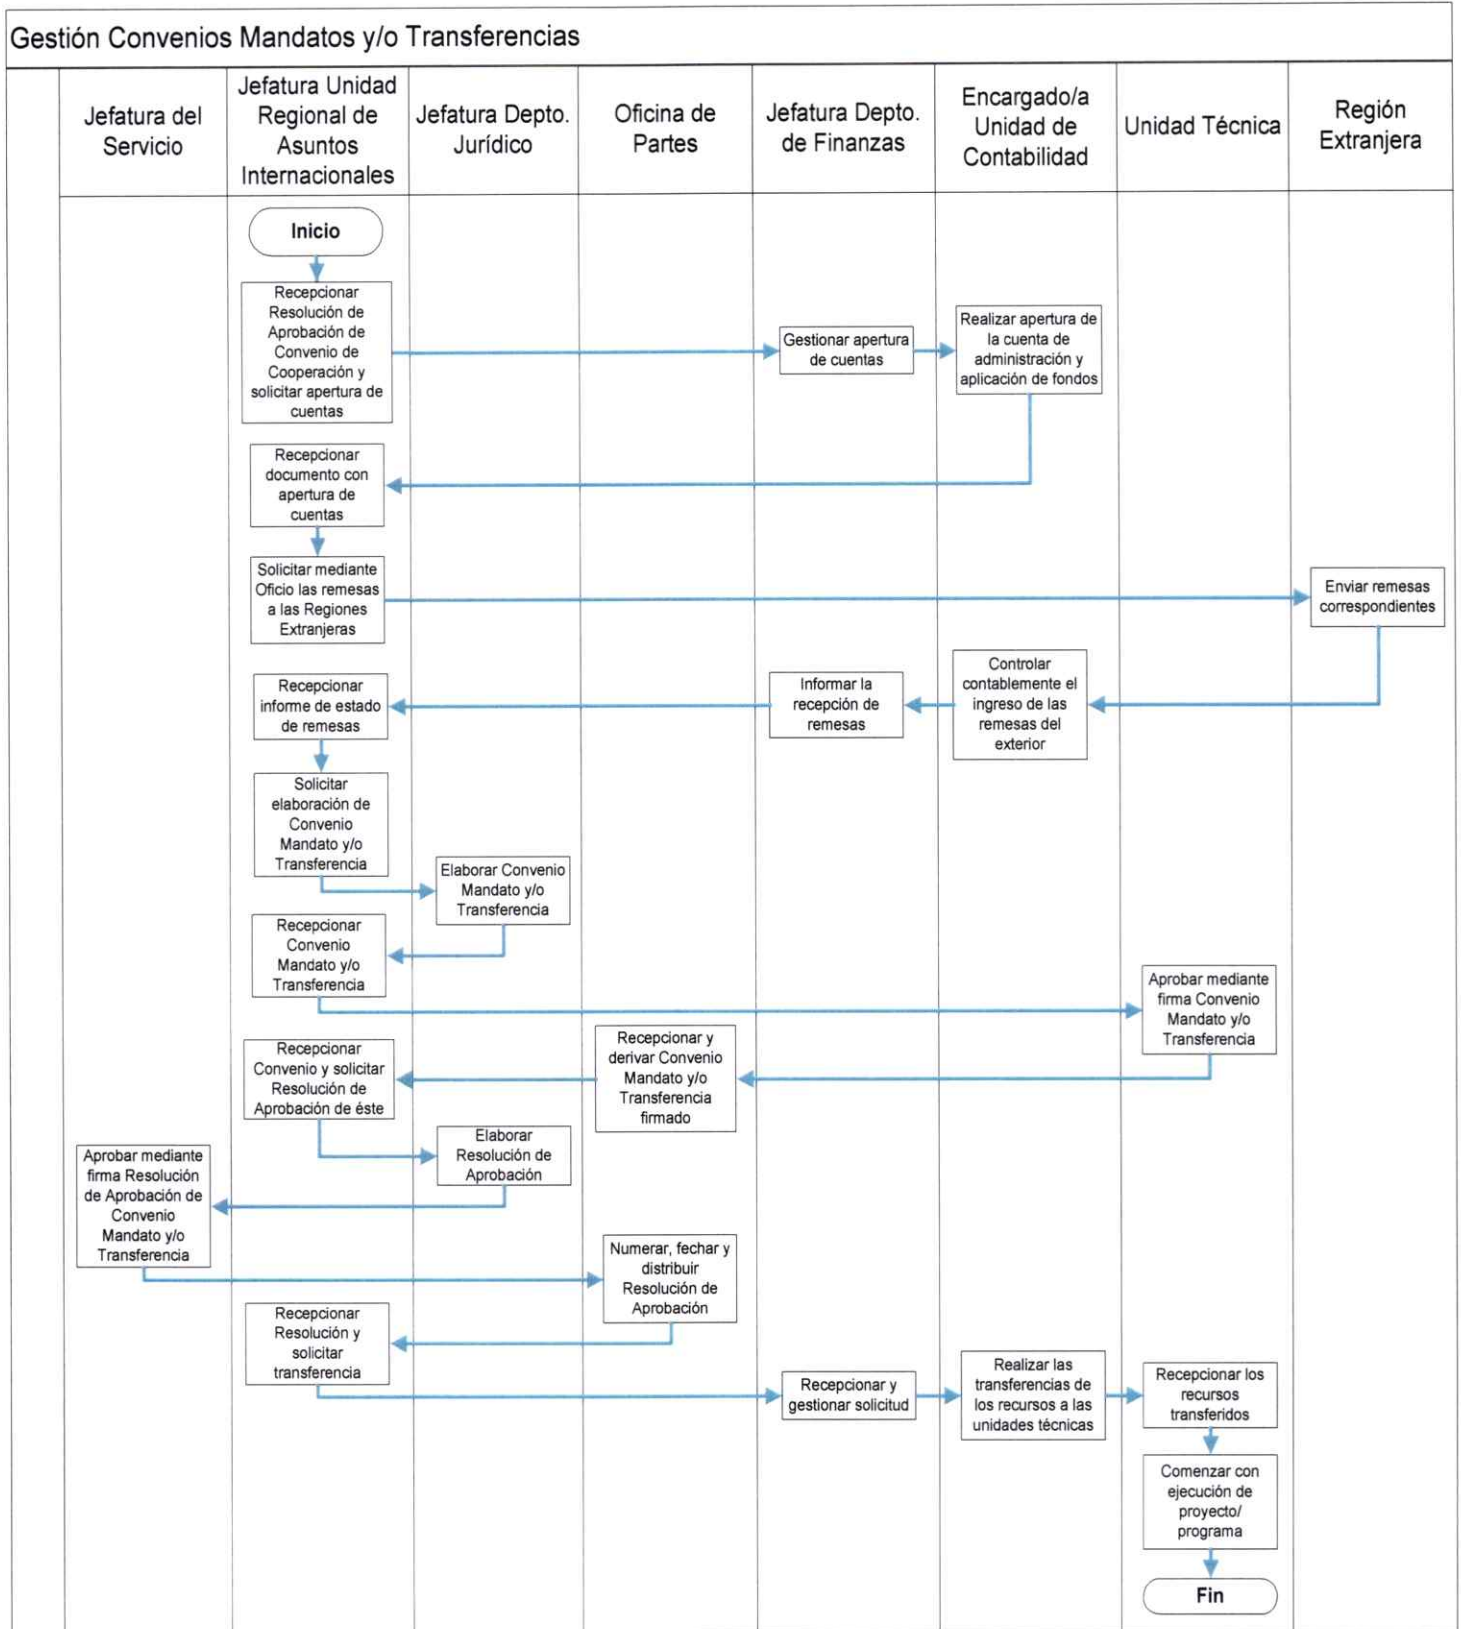 Gestión Convenios Mandatos y/o Transferencias
Jefatura del
Servicio
Jefatura Unidad
Regional de
Asuntos
Internacionales
Jefatura Depto.
Jurídico
Oficina de
Partes
Jefatura Depto.
de Finanzas
Encargado/a
Unidad de
Contabilidad
Unidad Técnica
Región
Extranjera
Inicio
Recepcionar
Resolución de
Aprobación de
Convenio de
Cooperación y
solicitar apertura de
cuentas
Gestionar apertura
de cuentas
Realizar apertura de
la cuenta de
administración y
aplicación de fondos
Recepcionar
documento con
apertura de
cuentas
Solicitar mediante
Oficio las remesas
a las Regiones
Extranjeras
Enviar remesas
correspondientes
Controlar
contablemente el
ingreso de las
remesas del
exterior
Informar la
recepción de
remesas
Recepcionar
informe de estado
de remesas
Solicitar
elaboración de
Convenio
Mandato y/o
Transferencia
Elaborar Convenio
Mandato y/o
Transferencia
Recepcionar
Convenio
Mandato y/o
Transferencia
Aprobar mediante
firma Convenio
Mandato y/o
Transferencia
Recepcionar y
derivar Convenio
Mandato y/o
Transferencia
firmado
Recepcionar
Convenio y solicitar
Resolución de
Aprobación de éste
Elaborar
Resolución de
Aprobación
Aprobar mediante
firma Resolución
de Aprobación de
Convenio
Mandato y/o
Transferencia
Numerar, fechar y
distribuir
Resolución de
Aprobación
Recepcionar
Resolución y
solicitar
transferencia
Recepcionar y
gestionar solicitud
Realizar las
transferencias de
los recursos a las
unidades técnicas
Recepcionar los
recursos
transferidos
Comenzar con
ejecución de
proyecto/
programa
Fin